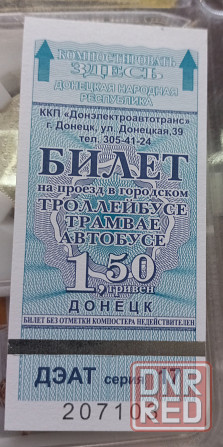 КОМПОСТИРОВАТЬ
ЗДЕСЬ
ДОНЕЦКАЯ НАРОДНАЯ
РЕСПУБЛИКА
ККП «Донэлектроавтотранс»
г. Донецк, ул. Донецкая,39
тел. 305-41-24
БИЛЕТ
на проезд в городском
ТРОЛЛЕЙБУСЕ
ТРАМВАЕ
АВТОБУСЕ
1,50
гривен
ДОНЕЦК
БИЛЕТ БЕЗ ОТМЕТКИ КОМПОСТЕРА НЕДЕЙСТВИТЕЛЕН
ДЭАТ серия
DNR
RED